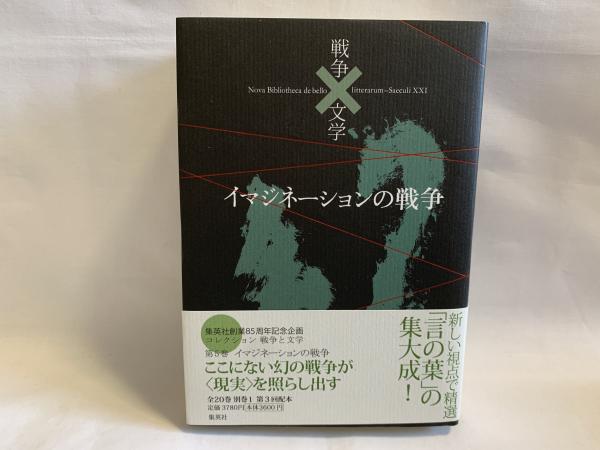 戦争
×
文学
Nova Bibliotheca de bello litterarum–Saeculi XXI
イマジネーションの戦争
集英社創業85周年記念企画
コレクション 戦争と文学
第5巻 イマジネーションの戦争
ここにない幻の戦争が
〈現実〉を照らし出す
全20巻 別巻1 第3回配本
定価 3780円 本体3600円
集英社
新しい視点で精選
「言の葉」の
集大成!